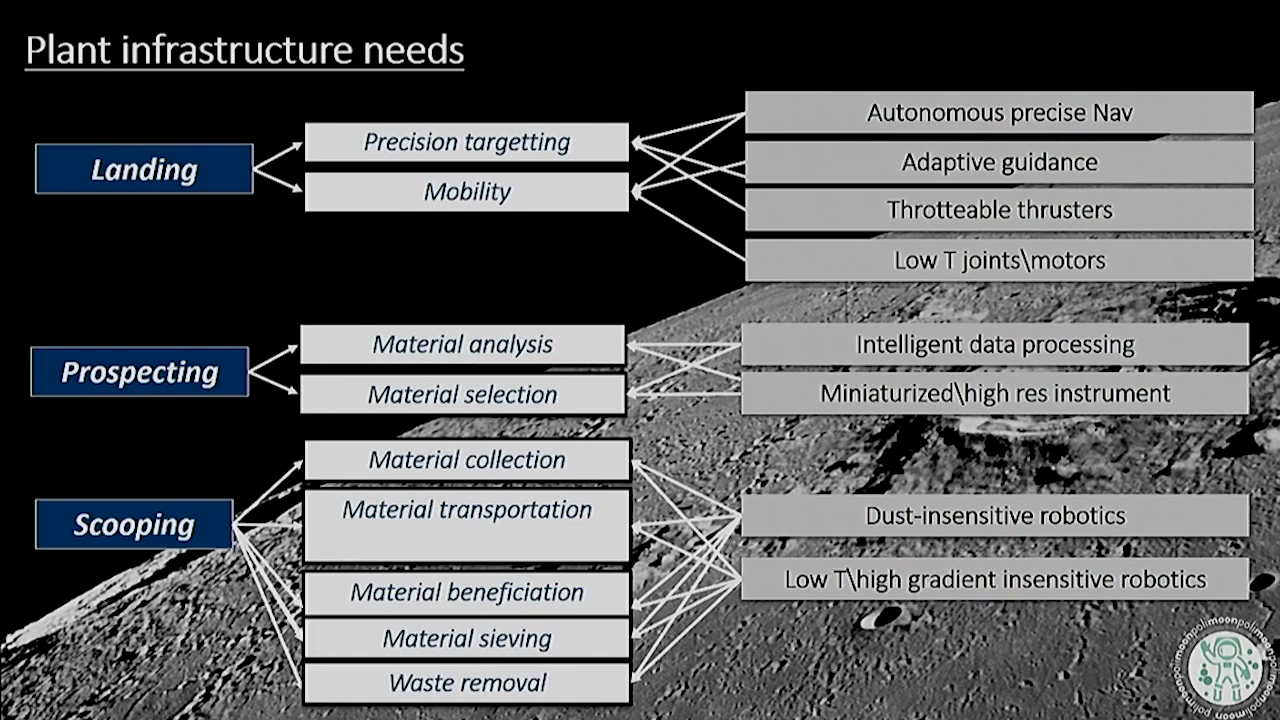 Plant infrastructure needs
Landing
Precision targetting
Mobility
Autonomous precise Nav
Adaptive guidance
Throtteable thrusters
Low T joints\motors
Prospecting
Material analysis
Material selection
Intelligent data processing
Miniaturized\high res instrument
Scooping
Material collection
Material transportation
Material beneficiation
Material sieving
Waste removal
Dust-insensitive robotics
Low T\high gradient insensitive robotics
polimoonpolimoonpolimoonpolimoonpolimoon